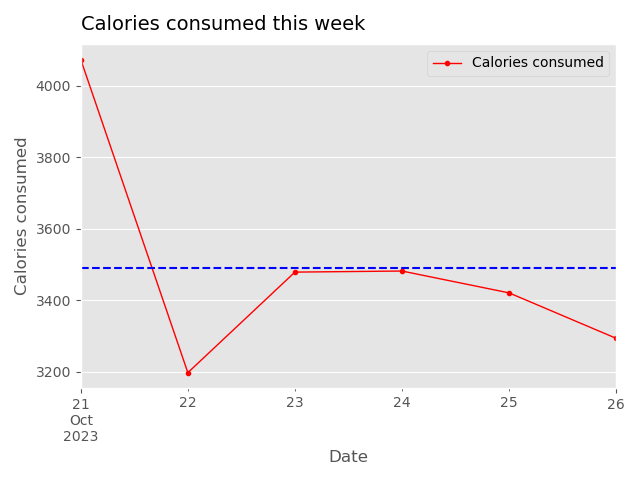 Calories consumed this week
Calories consumed
4000
3800
3600
3400
3200
Calories consumed
21 22 23 24 25 26
Oct
2023
Date